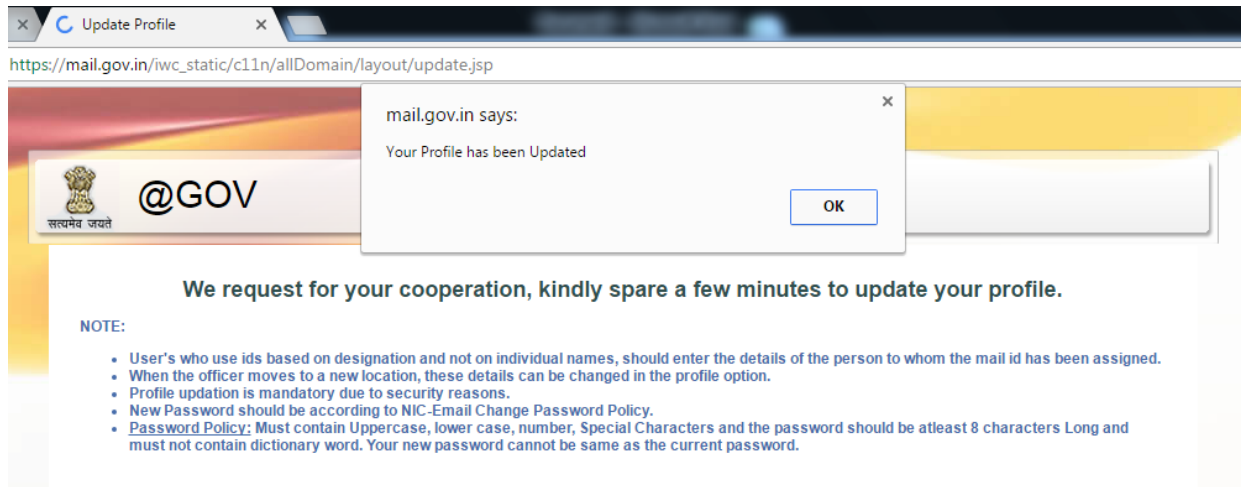 Update Profile
https://mail.gov.in/iwc_static/c11n/allDomain/layout/update.jsp
mail.gov.in says:
Your Profile has been Updated
OK
@GOV
सत्यमेव जयते
We request for your cooperation, kindly spare a few minutes to update your profile.
NOTE:
User's who use ids based on designation and not on individual names, should enter the details of the person to whom the mail id has been assigned.
When the officer moves to a new location, these details can be changed in the profile option.
Profile updation is mandatory due to security reasons.
New Password should be according to NIC-Email Change Password Policy.
Password Policy: Must contain Uppercase, lower case, number, Special Characters and the password should be atleast 8 characters Long and
must not contain dictionary word. Your new password cannot be same as the current password.